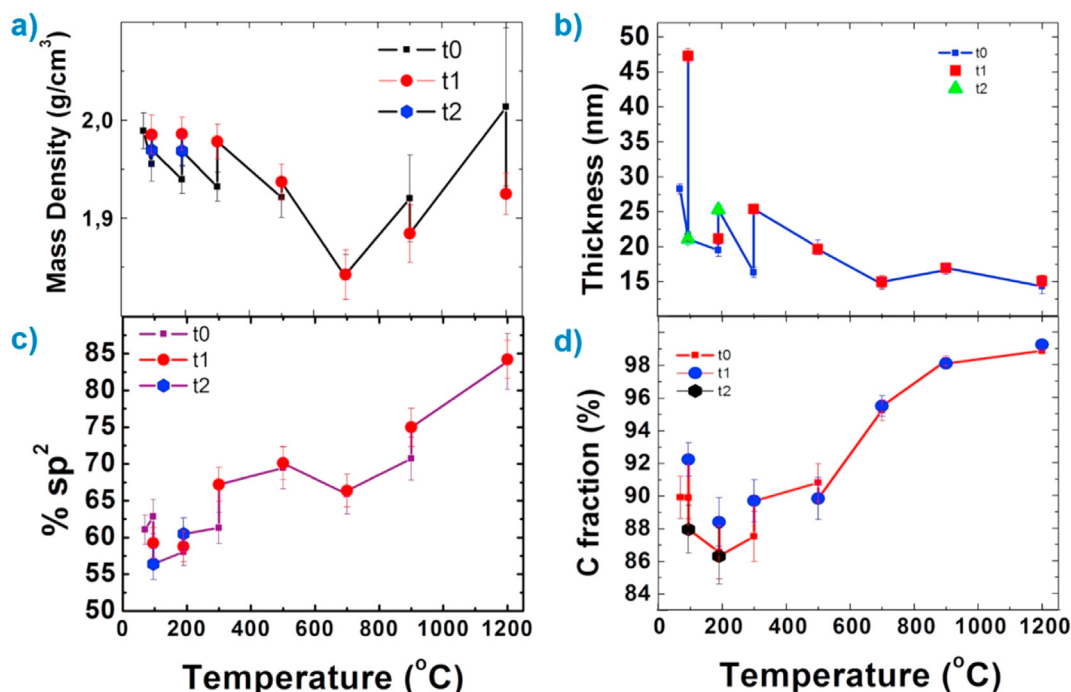 a)
Mass Density (g/cm³)
2,0
1,9
t0
t1
t2
b)
Thickness (nm)
50
45
40
35
30
25
20
15
t0
t1
t2
c)
% sp²
85
80
75
70
65
60
55
50
t0
t1
t2
0 200 400 600 800 1000 1200
Temperature (°C)
d)
C fraction (%)
98
96
94
92
90
88
86
84
t0
t1
t2
0 200 400 600 800 1000 1200
Temperature (°C)